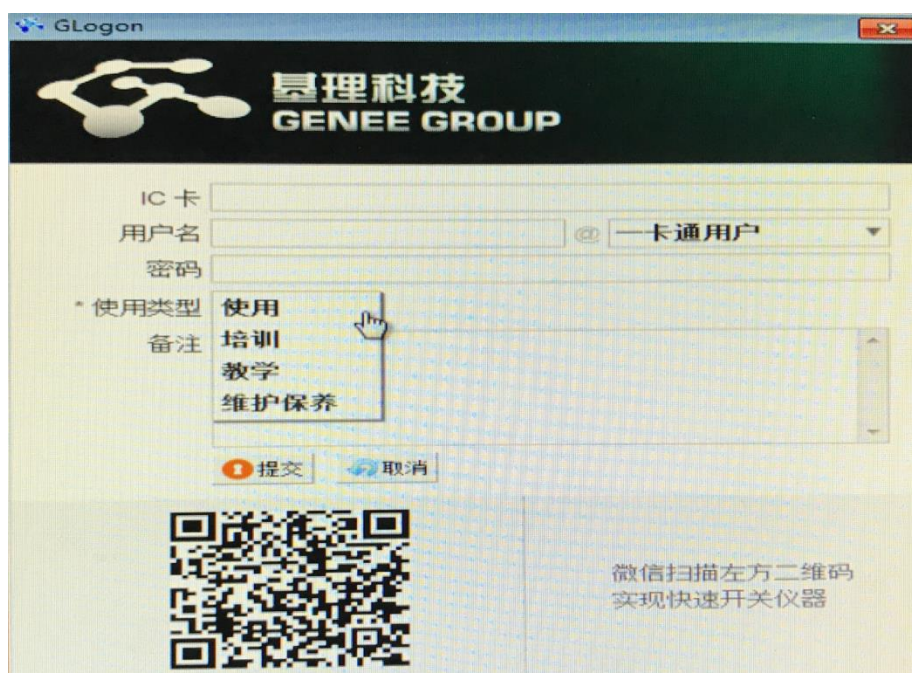 GLogon
基理科技
GENEE GROUP
IC 卡
用户名 @ 一卡通用户
密码
* 使用类型 使用
备注 培训
教学
维护保养
提交 取消
微信扫描左方二维码
实现快速开关仪器